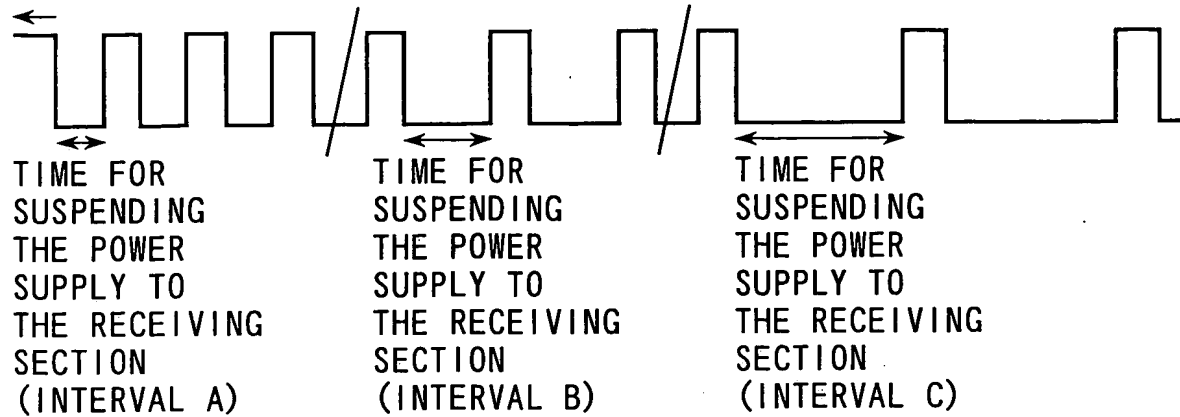 TIME FOR
SUSPENDING
THE POWER
SUPPLY TO
THE RECEIVING
SECTION
(INTERVAL A)
TIME FOR
SUSPENDING
THE POWER
SUPPLY TO
THE RECEIVING
SECTION
(INTERVAL B)
TIME FOR
SUSPENDING
THE POWER
SUPPLY TO
THE RECEIVING
SECTION
(INTERVAL C)